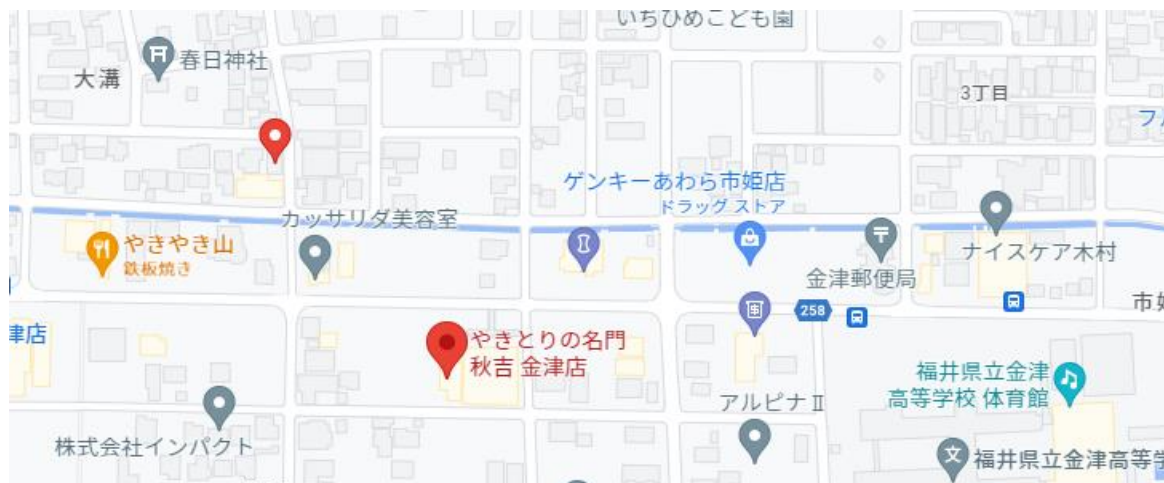 いちひめこども園
春日神社
大溝
3丁目
フ
ゲンキーあわら市姫店
ドラッグ ストア
カッサリダ美容室
やきやき山
鉄板焼き
金津郵便局
ナイスケア木村
258
市
津店
やきとりの名門
秋吉 金津店
福井県立金津
高等学校 体育館
アルピナⅡ
株式会社インパクト
文
福井県立金津高等学